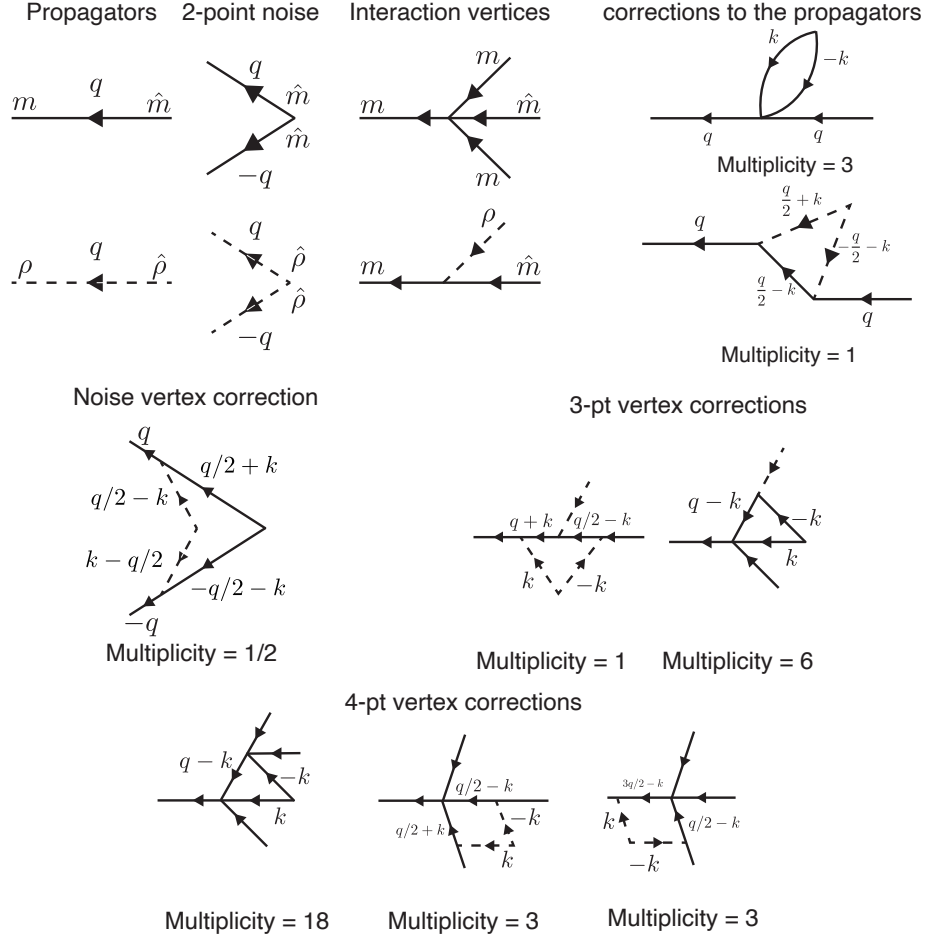 Propagators
2-point noise
Interaction vertices
corrections to the propagators
m q m̂
q m̂
m̂
−q
m
m m̂
m
k
−k
q q
Multiplicity = 3
ρ q ρ̂
q ρ̂
ρ̂
−q
ρ
m m̂
q/2 + k
q
−q/2 − k
q/2 − k
q
Multiplicity = 1
Noise vertex correction
q
q/2 + k
q/2 − k
k − q/2
−q/2 − k
−q
Multiplicity = 1/2
3-pt vertex corrections
q + k q/2 − k
k −k
Multiplicity = 1
q − k
−k
k
Multiplicity = 6
4-pt vertex corrections
q − k
−k
k
Multiplicity = 18
q/2 − k
q/2 + k
−k
k
Multiplicity = 3
3q/2 − k
k
q/2 − k
−k
Multiplicity = 3